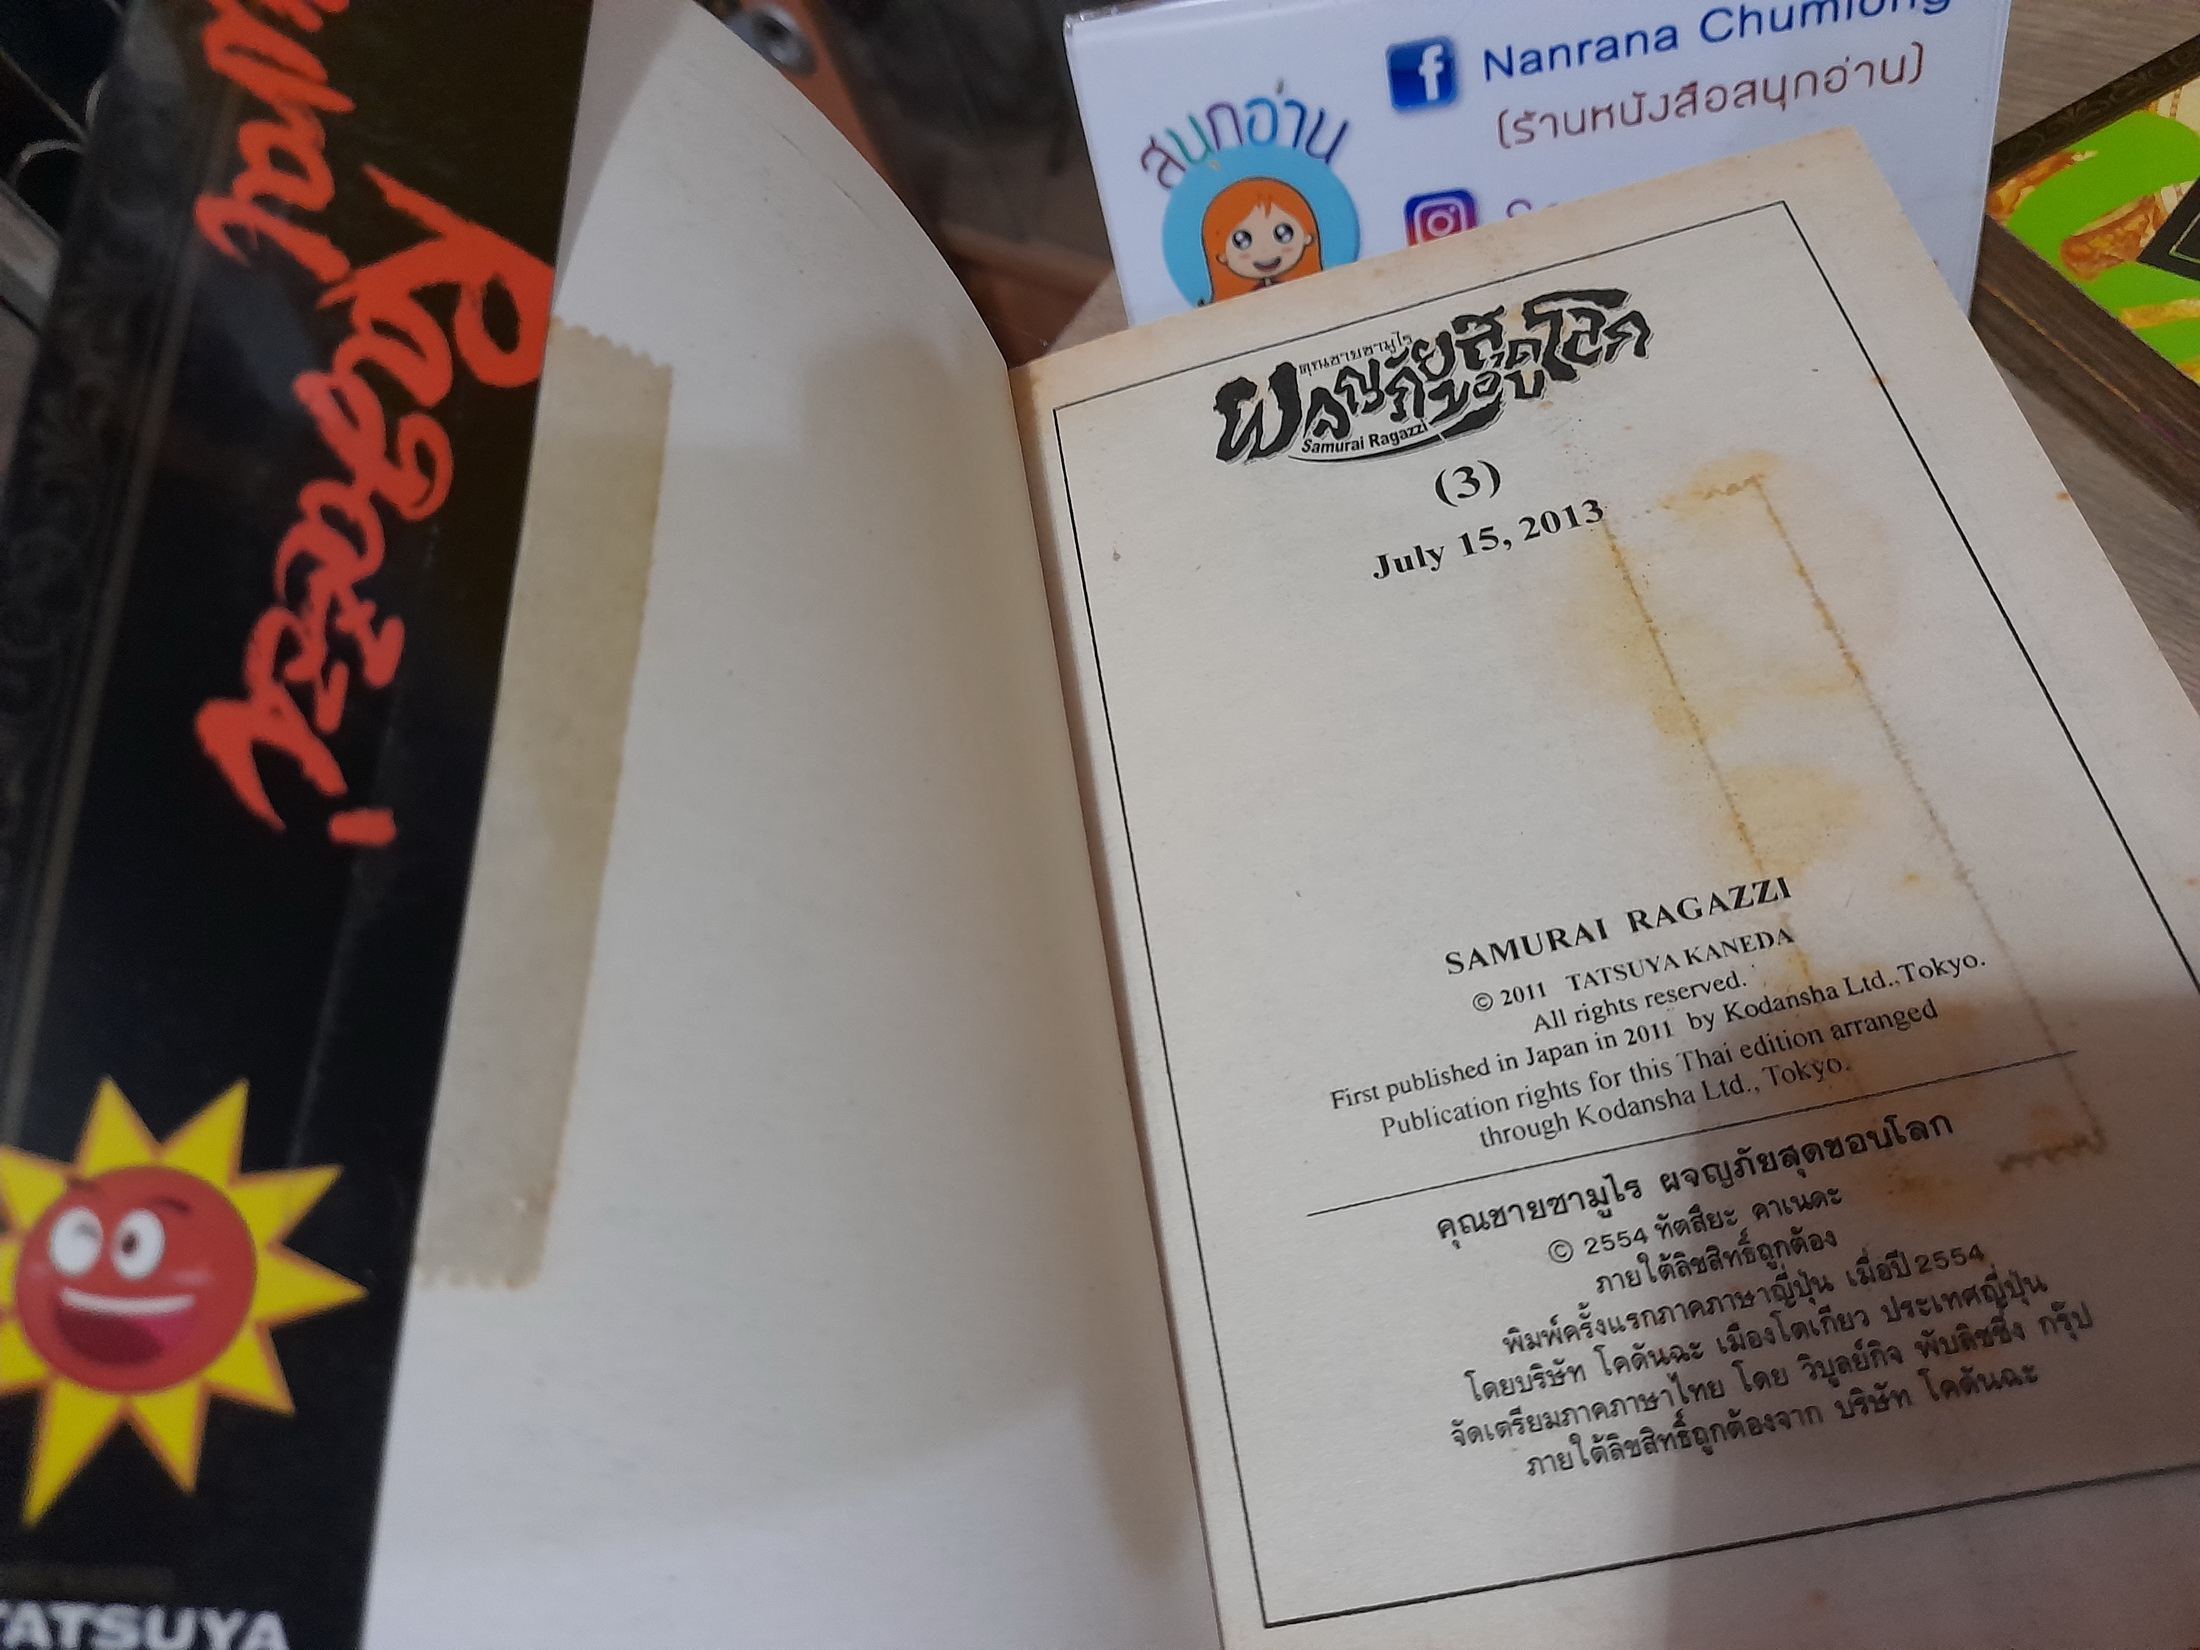 Ragazzi
TATSUYA
สนุกอ่าน
Nanrana Chumlong
(ร้านหนังสือสนุกอ่าน)
คุณชายซามูไร
ผจญภัยสุดขอบโลก
Samurai Ragazzi
(3)
July 15, 2013
SAMURAI RAGAZZI
© 2011 TATSUYA KANEDA
All rights reserved.
First published in Japan in 2011 by Kodansha Ltd., Tokyo.
Publication rights for this Thai edition arranged
through Kodansha Ltd., Tokyo.
คุณชายซามูไร ผจญภัยสุดขอบโลก
© 2554 ทัตสึยะ คาเนดะ
ภายใต้ลิขสิทธิ์ถูกต้อง
พิมพ์ครั้งแรกภาคภาษาญี่ปุ่น เมื่อปี 2554
โดยบริษัท โคดันฉะ เมืองโตเกียว ประเทศญี่ปุ่น
จัดเตรียมภาคภาษาไทย โดย วิบูลย์กิจ พับลิชชิ่ง กรุ๊ป
ภายใต้ลิขสิทธิ์ถูกต้องจาก บริษัท โคดันฉะ